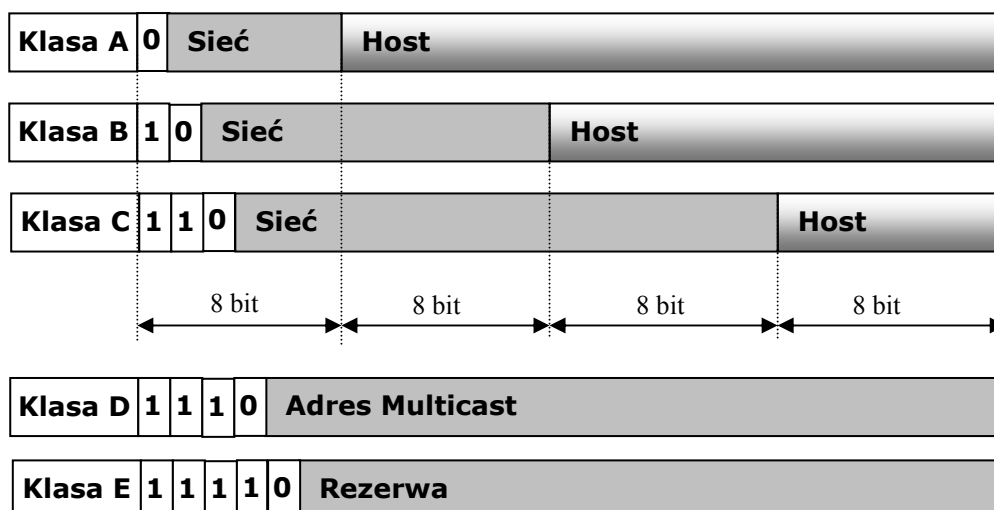 Klasa A 0 Sieć Host
Klasa B 1 0 Sieć Host
Klasa C 1 1 0 Sieć Host
8 bit 8 bit 8 bit 8 bit
Klasa D 1 1 1 0 Adres Multicast
Klasa E 1 1 1 1 0 Rezerwa